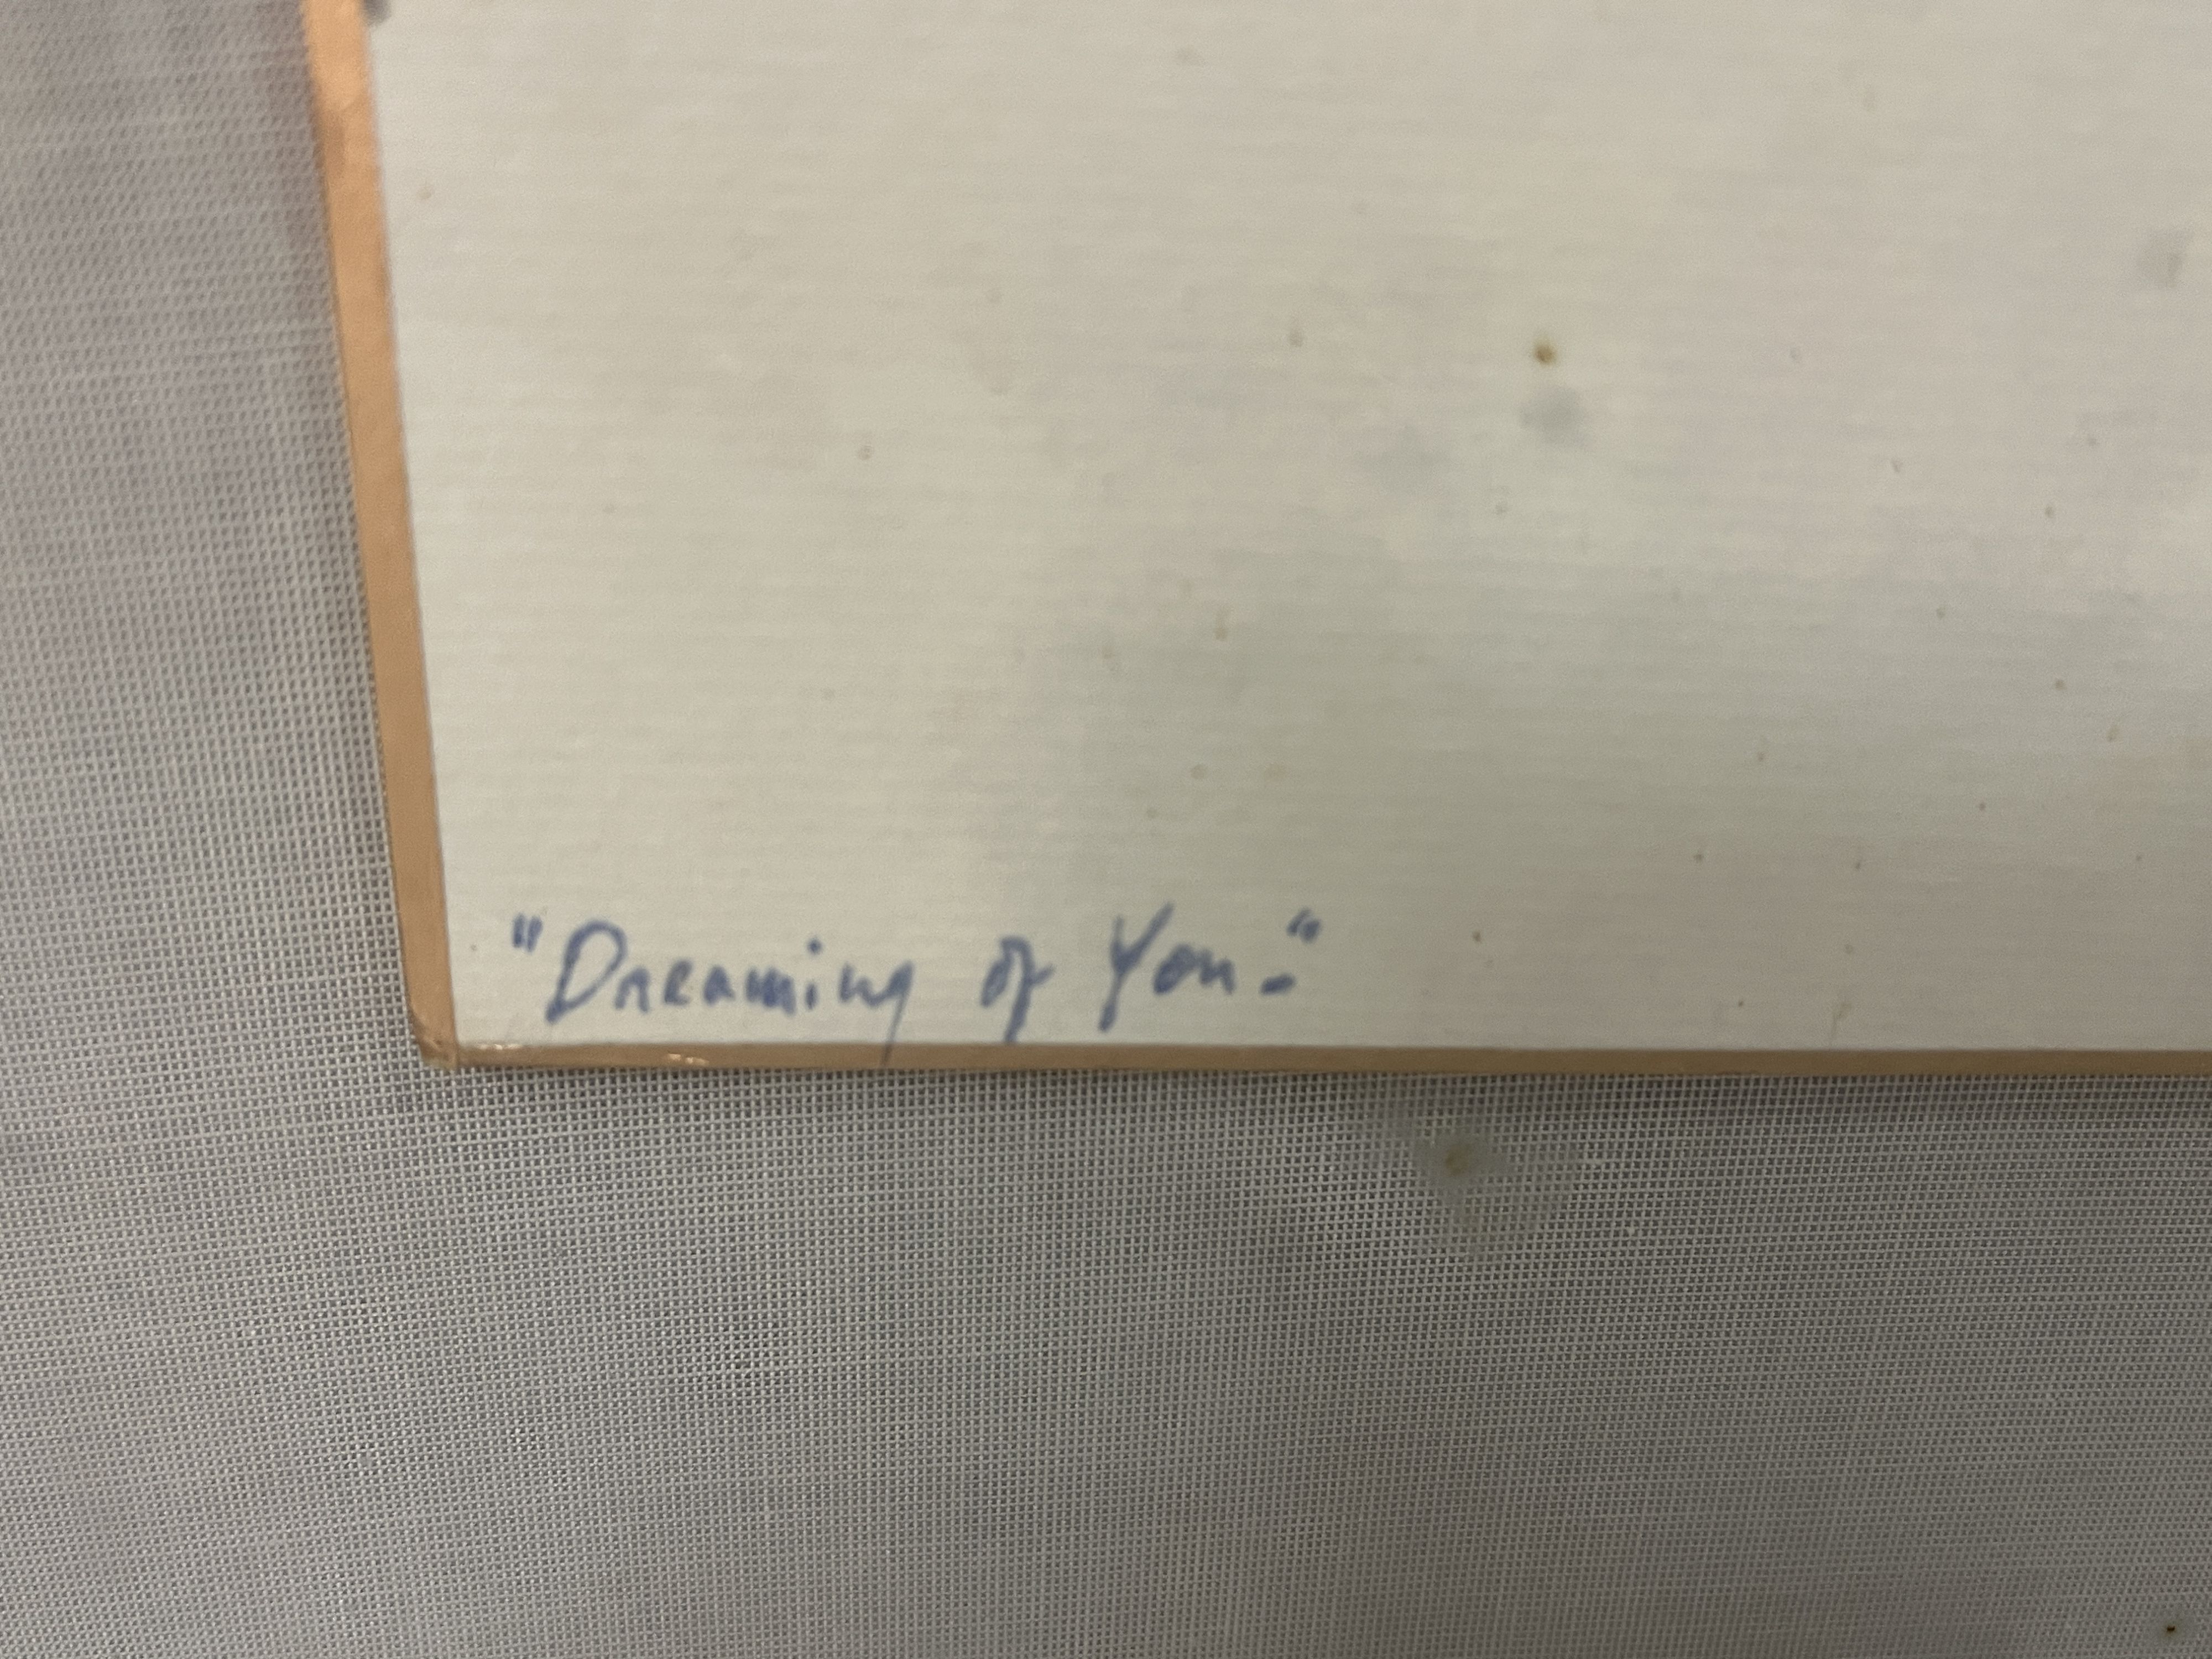 "Dreaming of You."